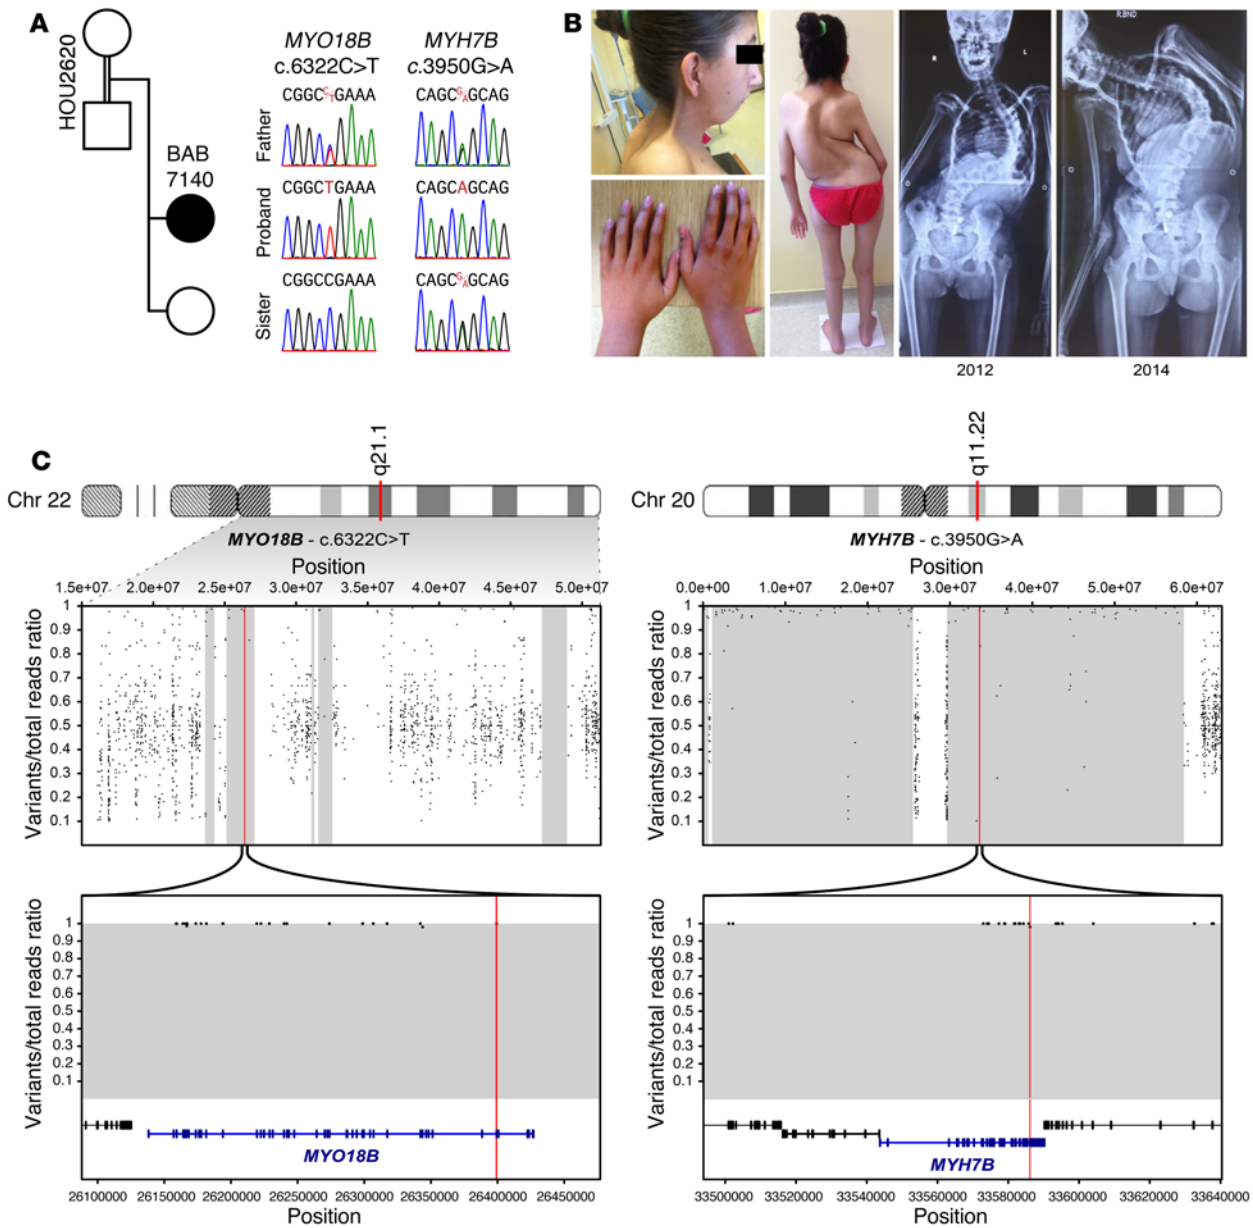 A
HOU2620
BAB
7140
MYO18B
c.6322C>T
MYH7B
c.3950G>A
Father
CGGCCTGAAA
CAGCGAGCAG
Proband
CGGCTGAAA
CAGCAGCAG
Sister
CGGCCGAAA
CAGCGAGCAG
B
R
L
R.BND
O
O
O
O
2012
2014
C
Chr 22
q21.1
MYO18B - c.6322C>T
Position
1.5e+07 2.0e+07 2.5e+07 3.0e+07 3.5e+07 4.0e+07 4.5e+07 5.0e+07
Variants/total reads ratio
1
0.9
0.8
0.7
0.6
0.5
0.4
0.3
0.2
0.1
Chr 20
q11.22
MYH7B - c.3950G>A
Position
0.0e+00 1.0e+07 2.0e+07 3.0e+07 4.0e+07 5.0e+07 6.0e+07
Variants/total reads ratio
1
0.9
0.8
0.7
0.6
0.5
0.4
0.3
0.2
0.1
Variants/total reads ratio
1
0.9
0.8
0.7
0.6
0.5
0.4
0.3
0.2
0.1
MYO18B
26100000 26150000 26200000 26250000 26300000 26350000 26400000 26450000
Position
Variants/total reads ratio
1
0.9
0.8
0.7
0.6
0.5
0.4
0.3
0.2
0.1
MYH7B
33500000 33520000 33540000 33560000 33580000 33600000 33620000 33640000
Position